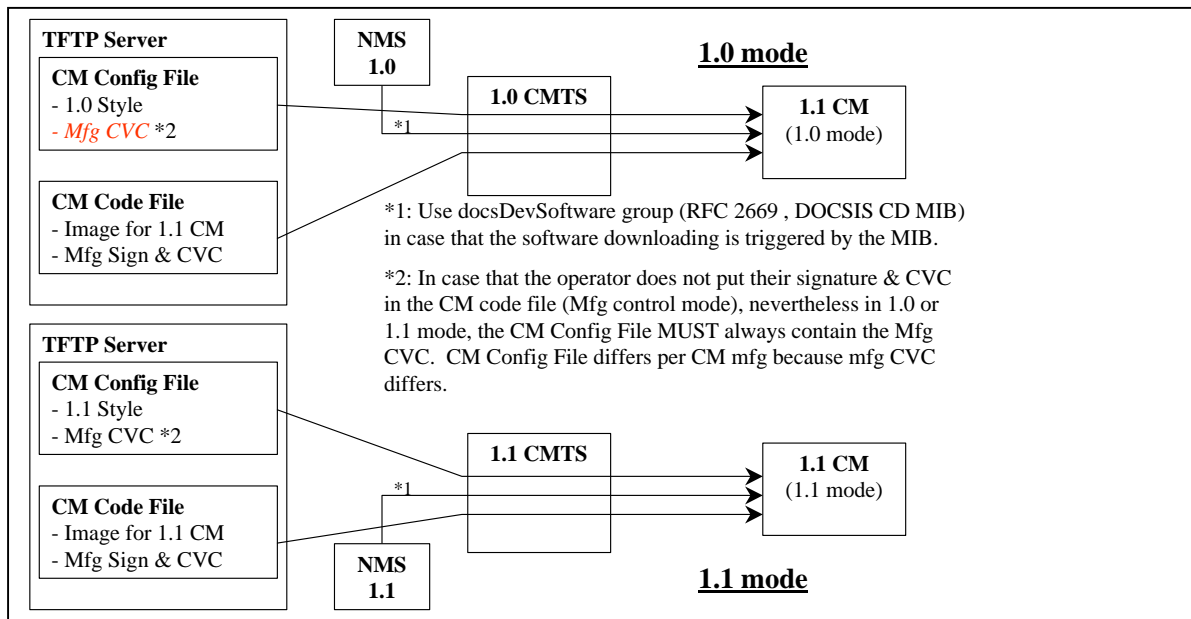 TFTP Server
CM Config File
- 1.0 Style
- Mfg CVC *2
CM Code File
- Image for 1.1 CM
- Mfg Sign & CVC
NMS
1.0
*1
1.0 CMTS
1.0 mode
1.1 CM
(1.0 mode)
*1: Use docsDevSoftware group (RFC 2669 , DOCSIS CD MIB)
in case that the software downloading is triggered by the MIB.
*2: In case that the operator does not put their signature & CVC
in the CM code file (Mfg control mode), nevertheless in 1.0 or
1.1 mode, the CM Config File MUST always contain the Mfg
CVC.  CM Config File differs per CM mfg because mfg CVC
differs.
TFTP Server
CM Config File
- 1.1 Style
- Mfg CVC *2
CM Code File
- Image for 1.1 CM
- Mfg Sign & CVC
*1
NMS
1.1
1.1 CMTS
1.1 CM
(1.1 mode)
1.1 mode